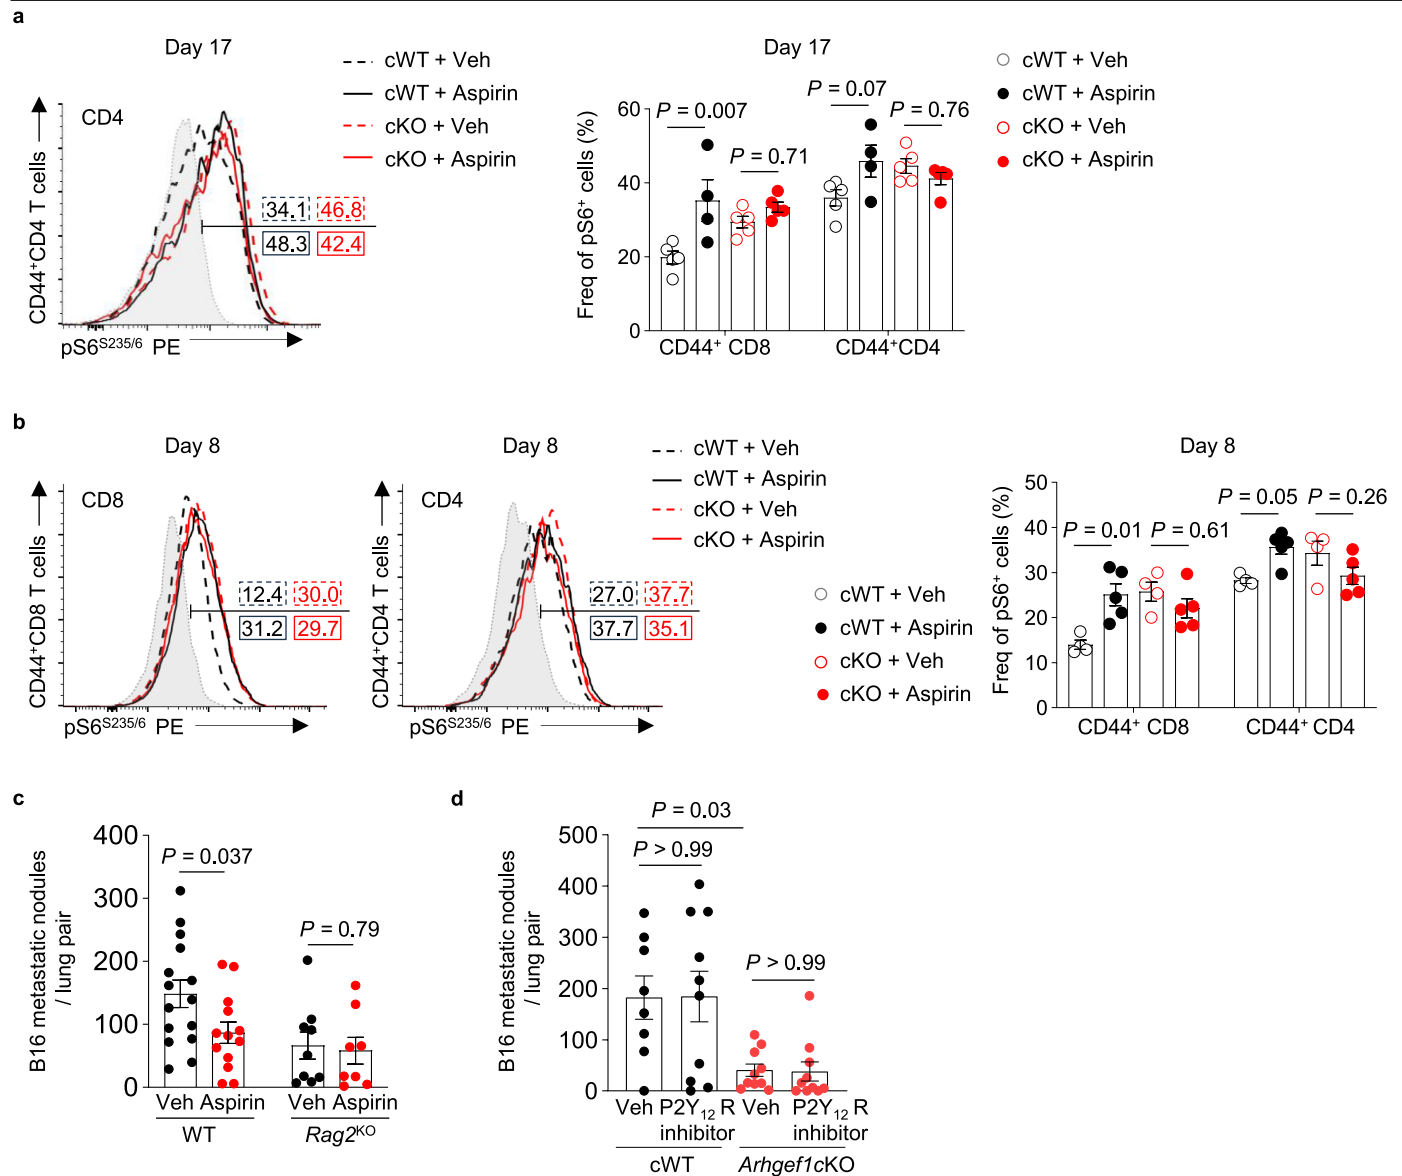 a
Day 17
CD4
CD44⁺CD4 T cells
pS6^S235/6 PE
34.1 46.8
48.3 42.4
cWT + Veh
cWT + Aspirin
cKO + Veh
cKO + Aspirin
Day 17
Freq of pS6⁺ cells (%)
60
40
20
0
P = 0.007
P = 0.71
P = 0.07
P = 0.76
CD44⁺ CD8
CD44⁺CD4
cWT + Veh
cWT + Aspirin
cKO + Veh
cKO + Aspirin
b
Day 8
CD8
CD44⁺CD8 T cells
pS6^S235/6 PE
12.4 30.0
31.2 29.7
Day 8
CD4
CD44⁺CD4 T cells
pS6^S235/6 PE
27.0 37.7
37.7 35.1
cWT + Veh
cWT + Aspirin
cKO + Veh
cKO + Aspirin
cWT + Veh
cWT + Aspirin
cKO + Veh
cKO + Aspirin
Day 8
Freq of pS6⁺ cells (%)
50
40
30
20
10
0
P = 0.01
P = 0.61
P = 0.05
P = 0.26
CD44⁺ CD8
CD44⁺ CD4
c
B16 metastatic nodules
/ lung pair
400
300
200
100
0
P = 0.037
P = 0.79
Veh Aspirin
WT
Veh Aspirin
Rag2^KO
d
B16 metastatic nodules
/ lung pair
500
400
300
200
100
0
P = 0.03
P > 0.99
P > 0.99
Veh P2Y₁₂ R
inhibitor
cWT
Veh P2Y₁₂ R
inhibitor
Arhgef1cKO